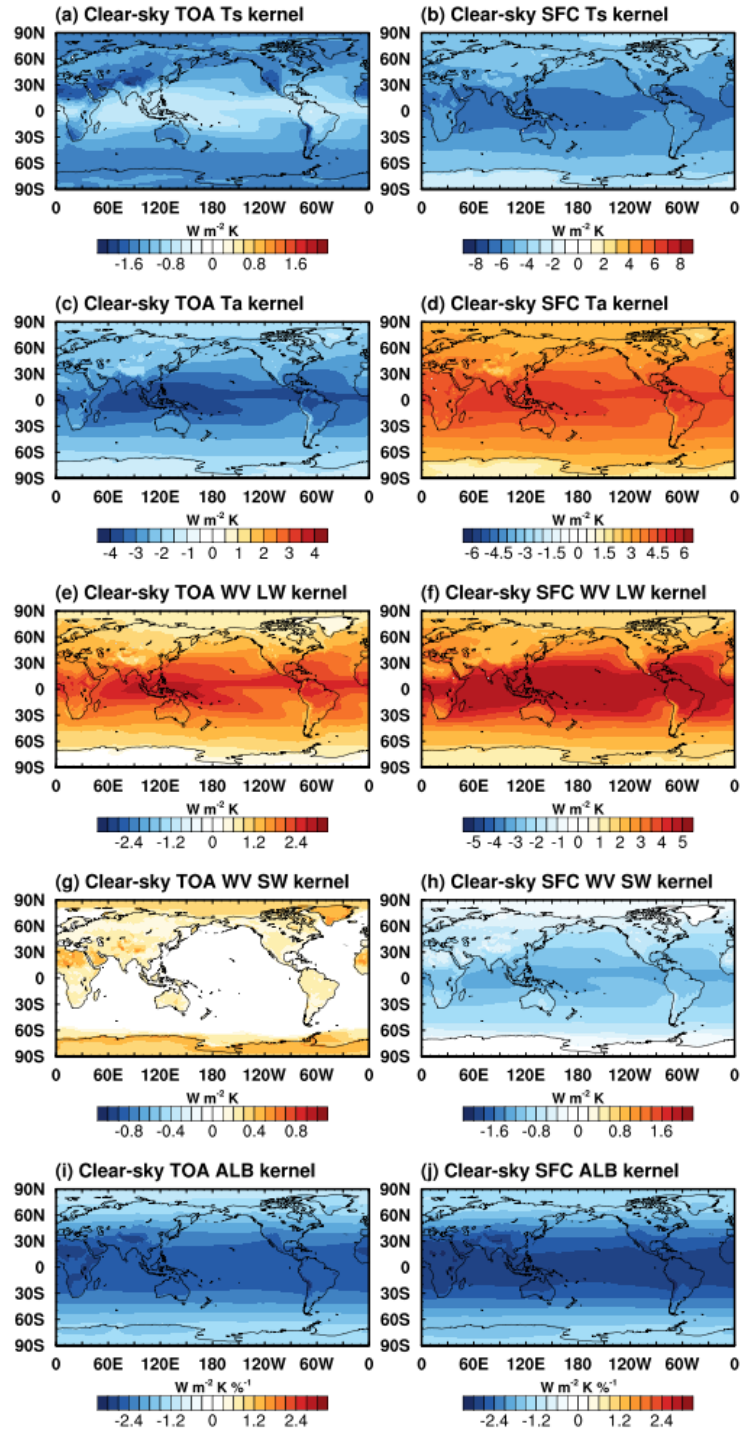 (a) Clear-sky TOA Ts kernel
90N
60N
30N
0
30S
60S
90S
0 60E 120E 180 120W 60W 0
W m-2 K
-1.6 -0.8 0 0.8 1.6
(b) Clear-sky SFC Ts kernel
90N
60N
30N
0
30S
60S
90S
0 60E 120E 180 120W 60W 0
W m-2 K
-8 -6 -4 -2 0 2 4 6 8
(c) Clear-sky TOA Ta kernel
90N
60N
30N
0
30S
60S
90S
0 60E 120E 180 120W 60W 0
W m-2 K
-4 -3 -2 -1 0 1 2 3 4
(d) Clear-sky SFC Ta kernel
90N
60N
30N
0
30S
60S
90S
0 60E 120E 180 120W 60W 0
W m-2 K
-6 -4.5 -3 -1.5 0 1.5 3 4.5 6
(e) Clear-sky TOA WV LW kernel
90N
60N
30N
0
30S
60S
90S
0 60E 120E 180 120W 60W 0
W m-2 K
-2.4 -1.2 0 1.2 2.4
(f) Clear-sky SFC WV LW kernel
90N
60N
30N
0
30S
60S
90S
0 60E 120E 180 120W 60W 0
W m-2 K
-5 -4 -3 -2 -1 0 1 2 3 4 5
(g) Clear-sky TOA WV SW kernel
90N
60N
30N
0
30S
60S
90S
0 60E 120E 180 120W 60W 0
W m-2 K
-0.8 -0.4 0 0.4 0.8
(h) Clear-sky SFC WV SW kernel
90N
60N
30N
0
30S
60S
90S
0 60E 120E 180 120W 60W 0
W m-2 K
-1.6 -0.8 0 0.8 1.6
(i) Clear-sky TOA ALB kernel
90N
60N
30N
0
30S
60S
90S
0 60E 120E 180 120W 60W 0
W m-2 K %-1
-2.4 -1.2 0 1.2 2.4
(j) Clear-sky SFC ALB kernel
90N
60N
30N
0
30S
60S
90S
0 60E 120E 180 120W 60W 0
W m-2 K %-1
-2.4 -1.2 0 1.2 2.4